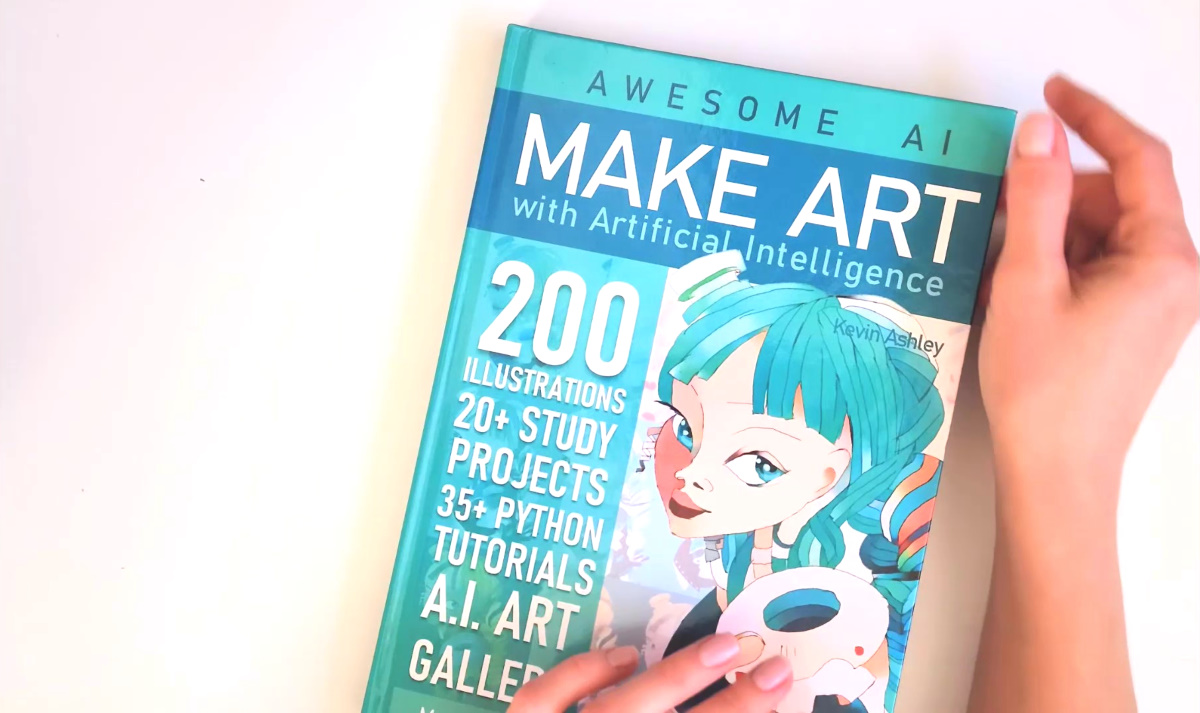 AWESOME AI
MAKE ART
with Artificial Intelligence
Kevin Ashley
200
ILLUSTRATIONS
20+ STUDY
PROJECTS
35+ PYTHON
TUTORIALS
A.I. ART